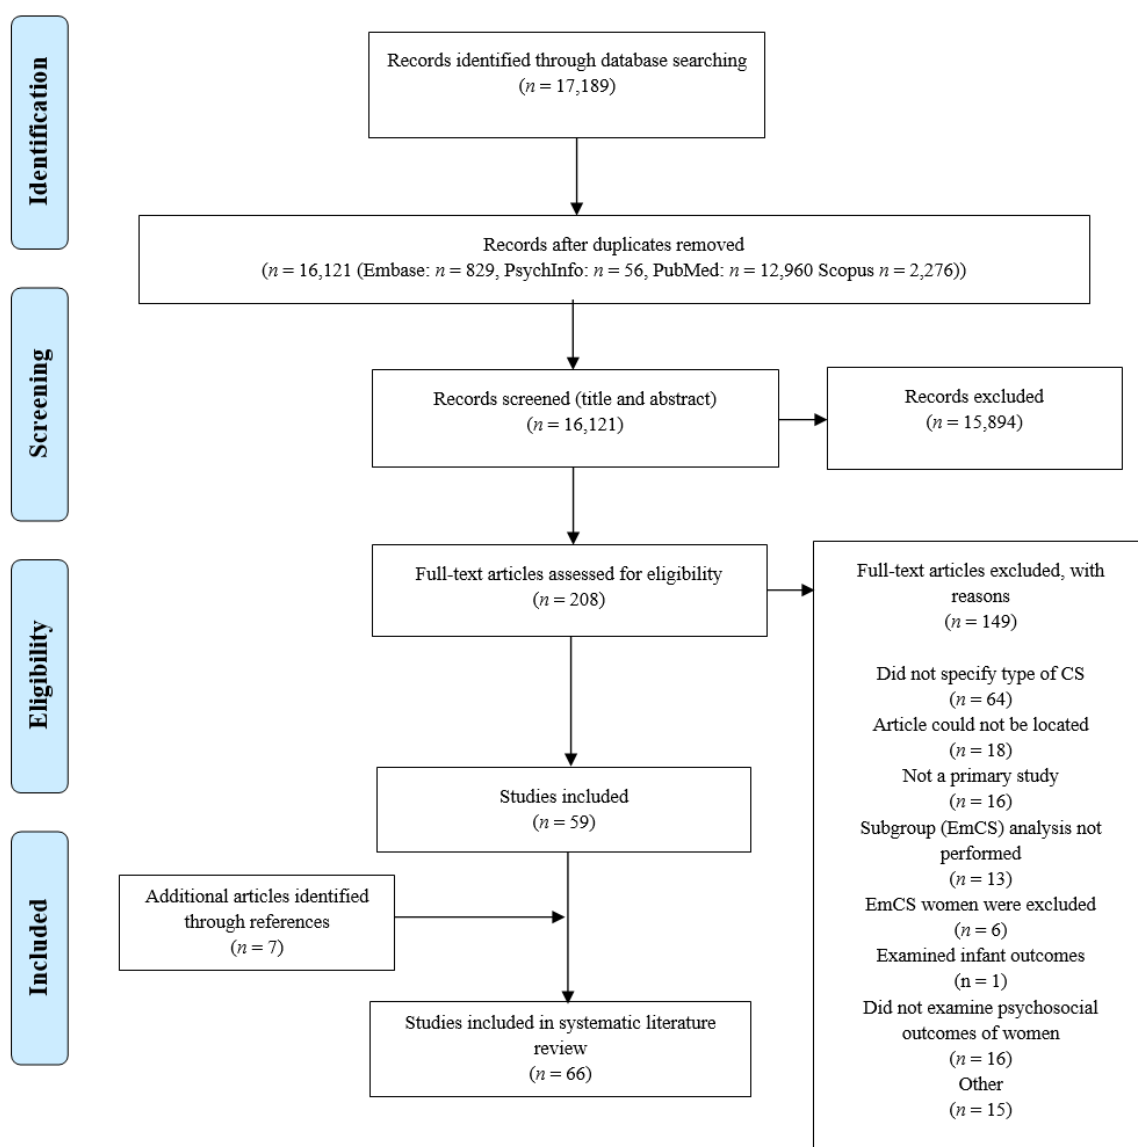 Identification
Records identified through database searching
(n = 17,189)
Records after duplicates removed
(n = 16,121 (Embase: n = 829, PsychInfo: n = 56, PubMed: n = 12,960 Scopus n = 2,276))
Screening
Records screened (title and abstract)
(n = 16,121)
Records excluded
(n = 15,894)
Eligibility
Full-text articles assessed for eligibility
(n = 208)
Full-text articles excluded, with
reasons
(n = 149)
Did not specify type of CS
(n = 64)
Article could not be located
(n = 18)
Not a primary study
(n = 16)
Subgroup (EmCS) analysis not
performed
(n = 13)
EmCS women were excluded
(n = 6)
Examined infant outcomes
(n = 1)
Did not examine psychosocial
outcomes of women
(n = 16)
Other
(n = 15)
Studies included
(n = 59)
Included
Additional articles identified
through references
(n = 7)
Studies included in systematic literature
review
(n = 66)